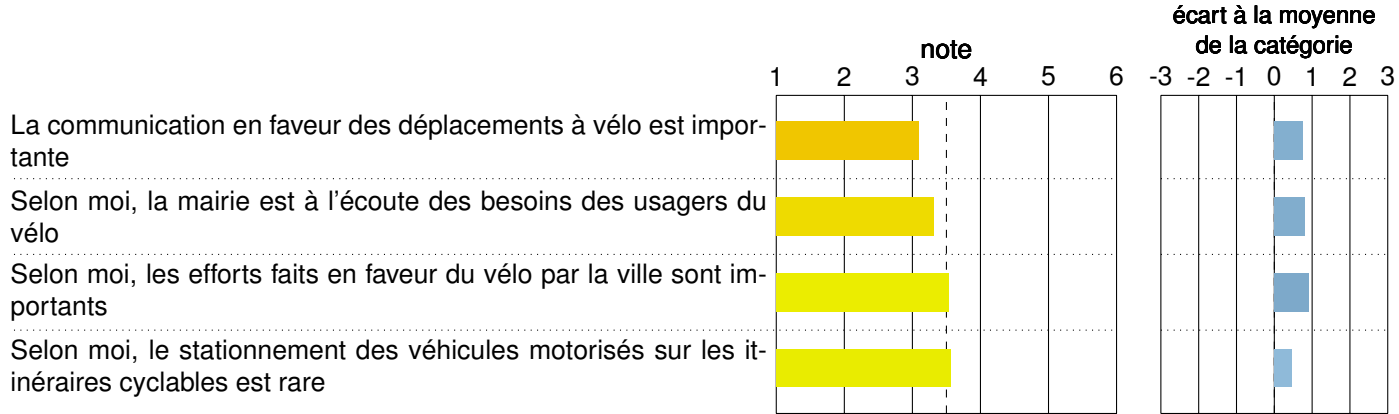 écart à la moyenne
note de la catégorie
1 2 3 4 5 6 -3 -2 -1 0 1 2 3
La communication en faveur des déplacements à vélo est impor-
tante
Selon moi, la mairie est à l'écoute des besoins des usagers du
vélo
Selon moi, les efforts faits en faveur du vélo par la ville sont im-
portants
Selon moi, le stationnement des véhicules motorisés sur les it-
inéraires cyclables est rare